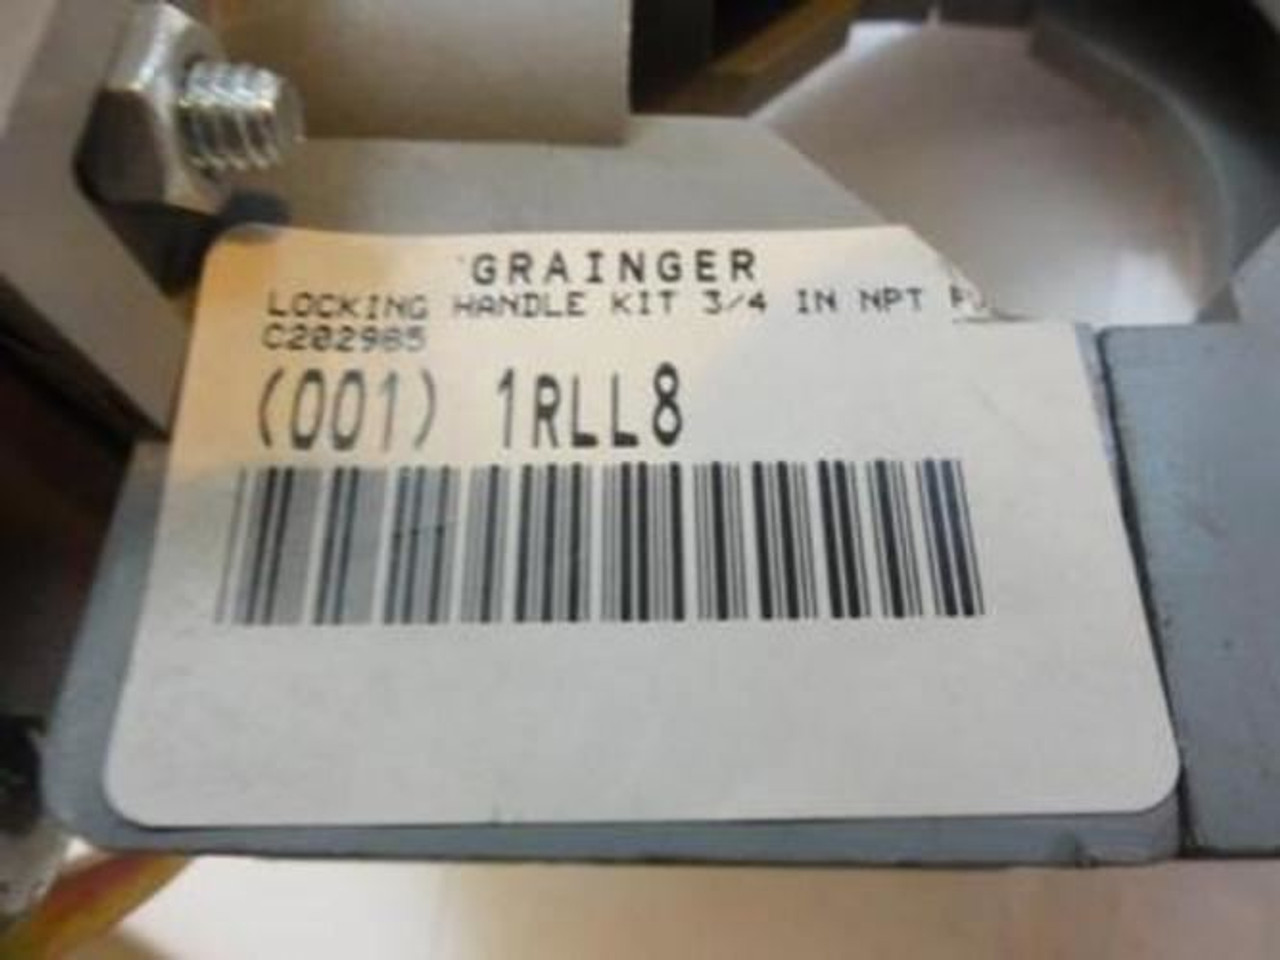 GRAINGER
LOCKING HANDLE KIT 3/4 IN NPT
C202985
(001) 1RLL8